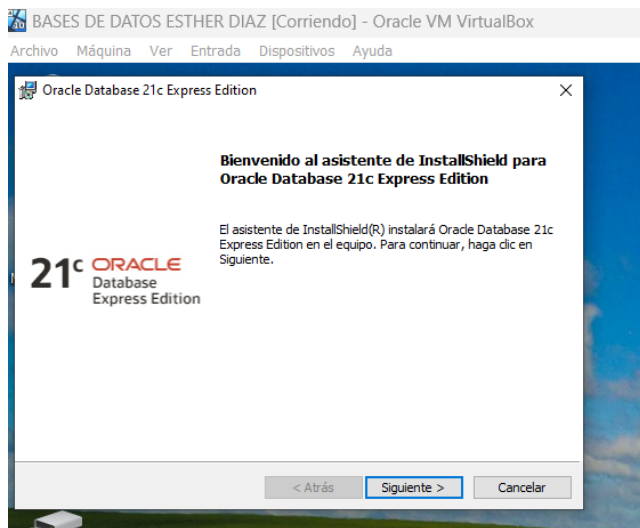 BASES DE DATOS ESTHER DIAZ [Corriendo] - Oracle VM VirtualBox
Archivo Máquina Ver Entrada Dispositivos Ayuda
Oracle Database 21c Express Edition
Bienvenido al asistente de InstallShield para
Oracle Database 21c Express Edition
El asistente de InstallShield(R) instalará Oracle Database 21c
Express Edition en el equipo. Para continuar, haga clic en
Siguiente.
21c ORACLE
Database
Express Edition
< Atrás Siguiente > Cancelar